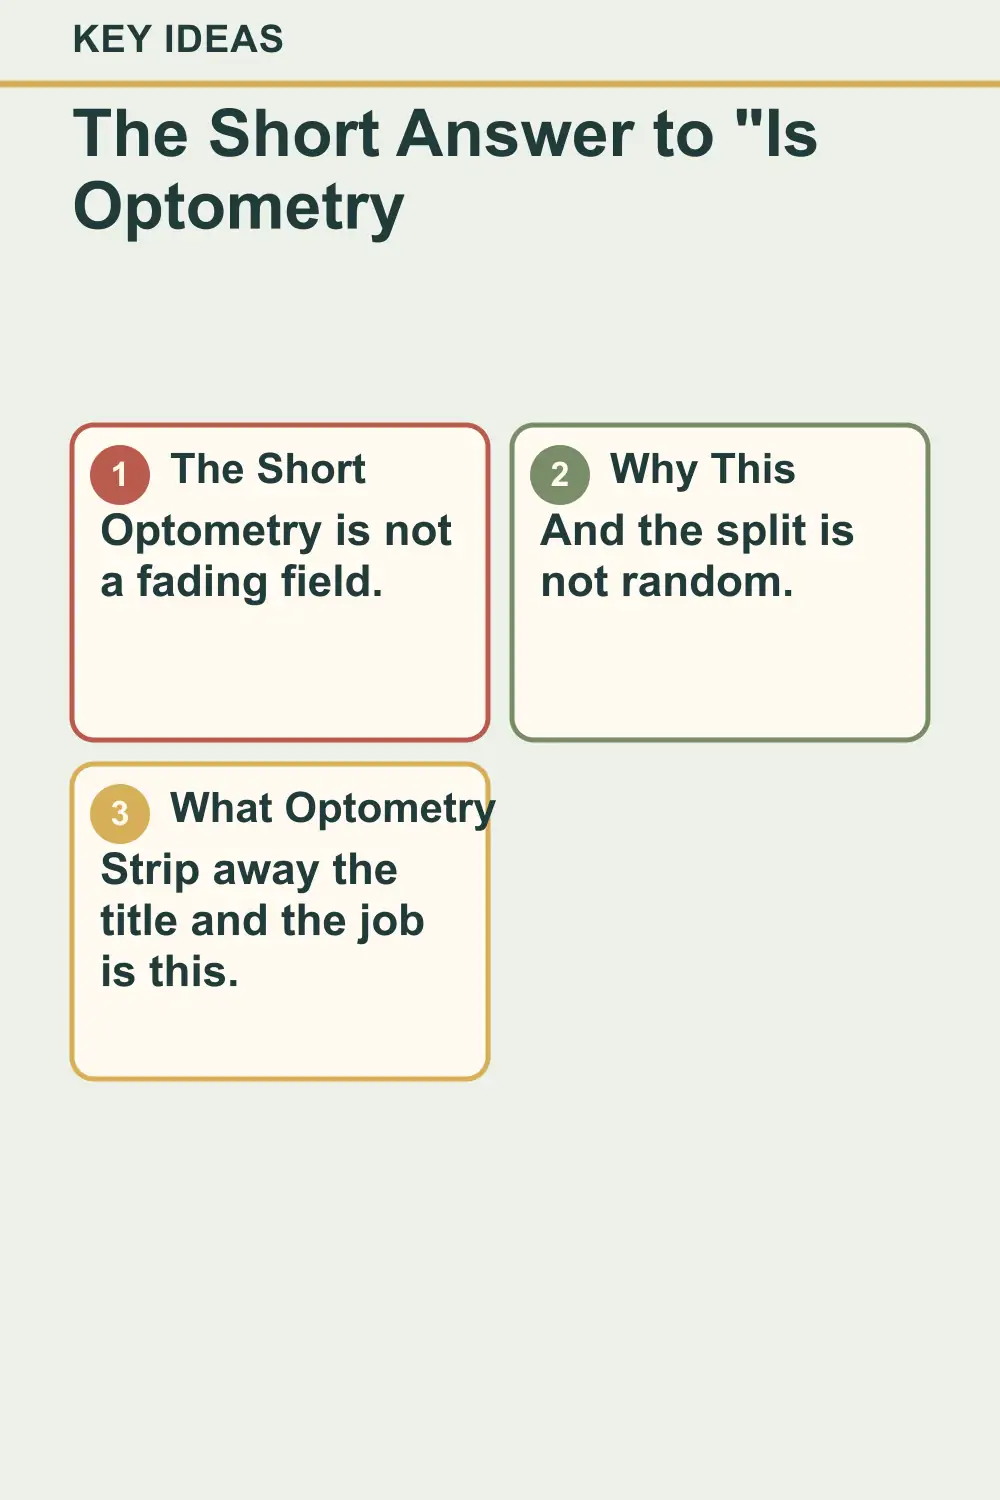 KEY IDEAS
The Short Answer to "Is
Optometry
1 The Short
Optometry is not
a fading field.
2 Why This
And the split is
not random.
3 What Optometry
Strip away the
title and the job
is this.